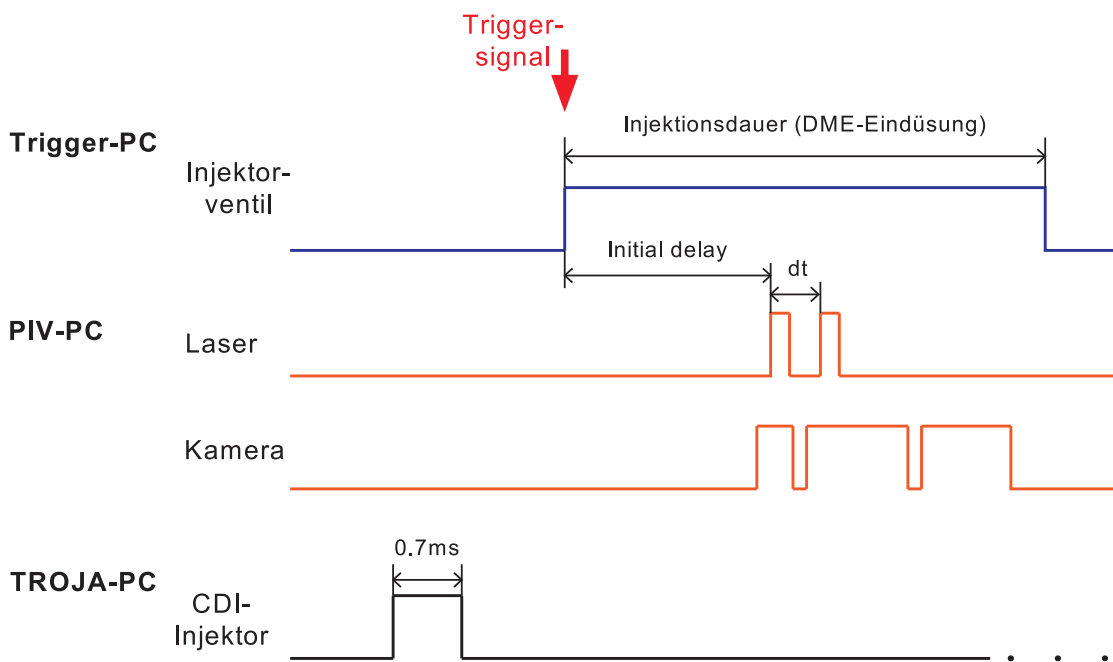 Trigger-
signal
Injektionsdauer (DME-Eindüsung)
Trigger-PC
Injektor-
ventil
Initial delay
dt
PIV-PC
Laser
Kamera
0.7ms
TROJA-PC
CDI-
Injektor